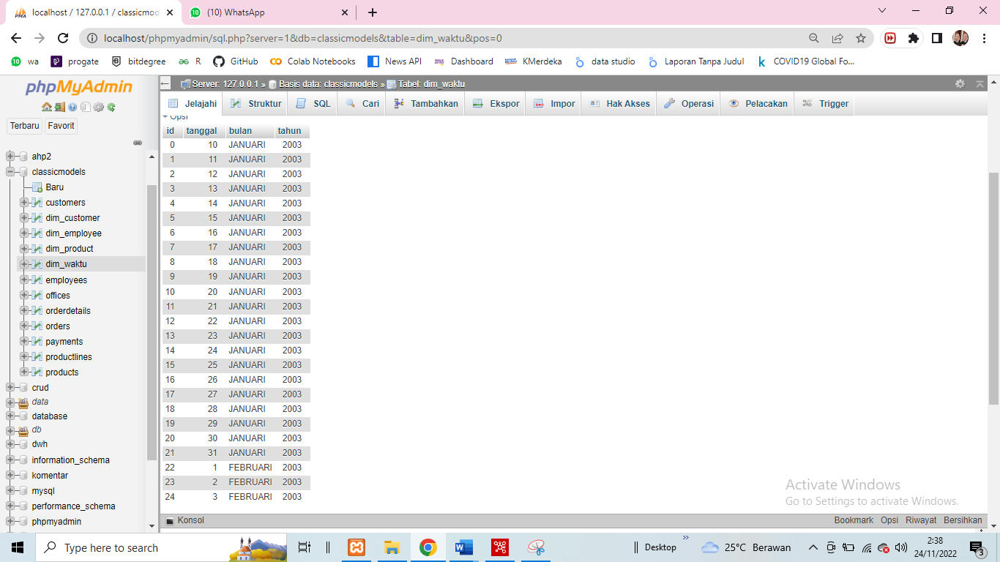 localhost / 127.0.0.1 / classicmod
(10) WhatsApp
localhost/phpmyadmin/sql.php?server=1&db=classicmodels&table=dim_waktu&pos=0
wa progate bitdegree R GitHub Colab Notebooks News API Dashboard KMerdeka data studio Laporan Tanpa Judul COVID19 Global Fo...
phpMyAdmin
Terbaru Favorit
ahp2
classicmodels
Baru
customers
dim_customer
dim_employee
dim_product
dim_waktu
employees
offices
orderdetails
orders
payments
productlines
products
crud
data
database
db
dwh
information_schema
komentar
mysql
performance_schema
phpmyadmin
Server: 127.0.0.1 » Basis data: classicmodels » Tabel: dim_waktu
Jelajahi Struktur SQL Cari Tambahkan Ekspor Impor Hak Akses Operasi Pelacakan Trigger
+ Opsi
id tanggal bulan tahun
0 10 JANUARI 2003
1 11 JANUARI 2003
2 12 JANUARI 2003
3 13 JANUARI 2003
4 14 JANUARI 2003
5 15 JANUARI 2003
6 16 JANUARI 2003
7 17 JANUARI 2003
8 18 JANUARI 2003
9 19 JANUARI 2003
10 20 JANUARI 2003
11 21 JANUARI 2003
12 22 JANUARI 2003
13 23 JANUARI 2003
14 24 JANUARI 2003
15 25 JANUARI 2003
16 26 JANUARI 2003
17 27 JANUARI 2003
18 28 JANUARI 2003
19 29 JANUARI 2003
20 30 JANUARI 2003
21 31 JANUARI 2003
22 1 FEBRUARI 2003
23 2 FEBRUARI 2003
24 3 FEBRUARI 2003
Activate Windows
Go to Settings to activate Windows.
Konsol
Bookmark Opsi Riwayat Bersihkan
Type here to search
Desktop
25°C Berawan
2:38
24/11/2022
3